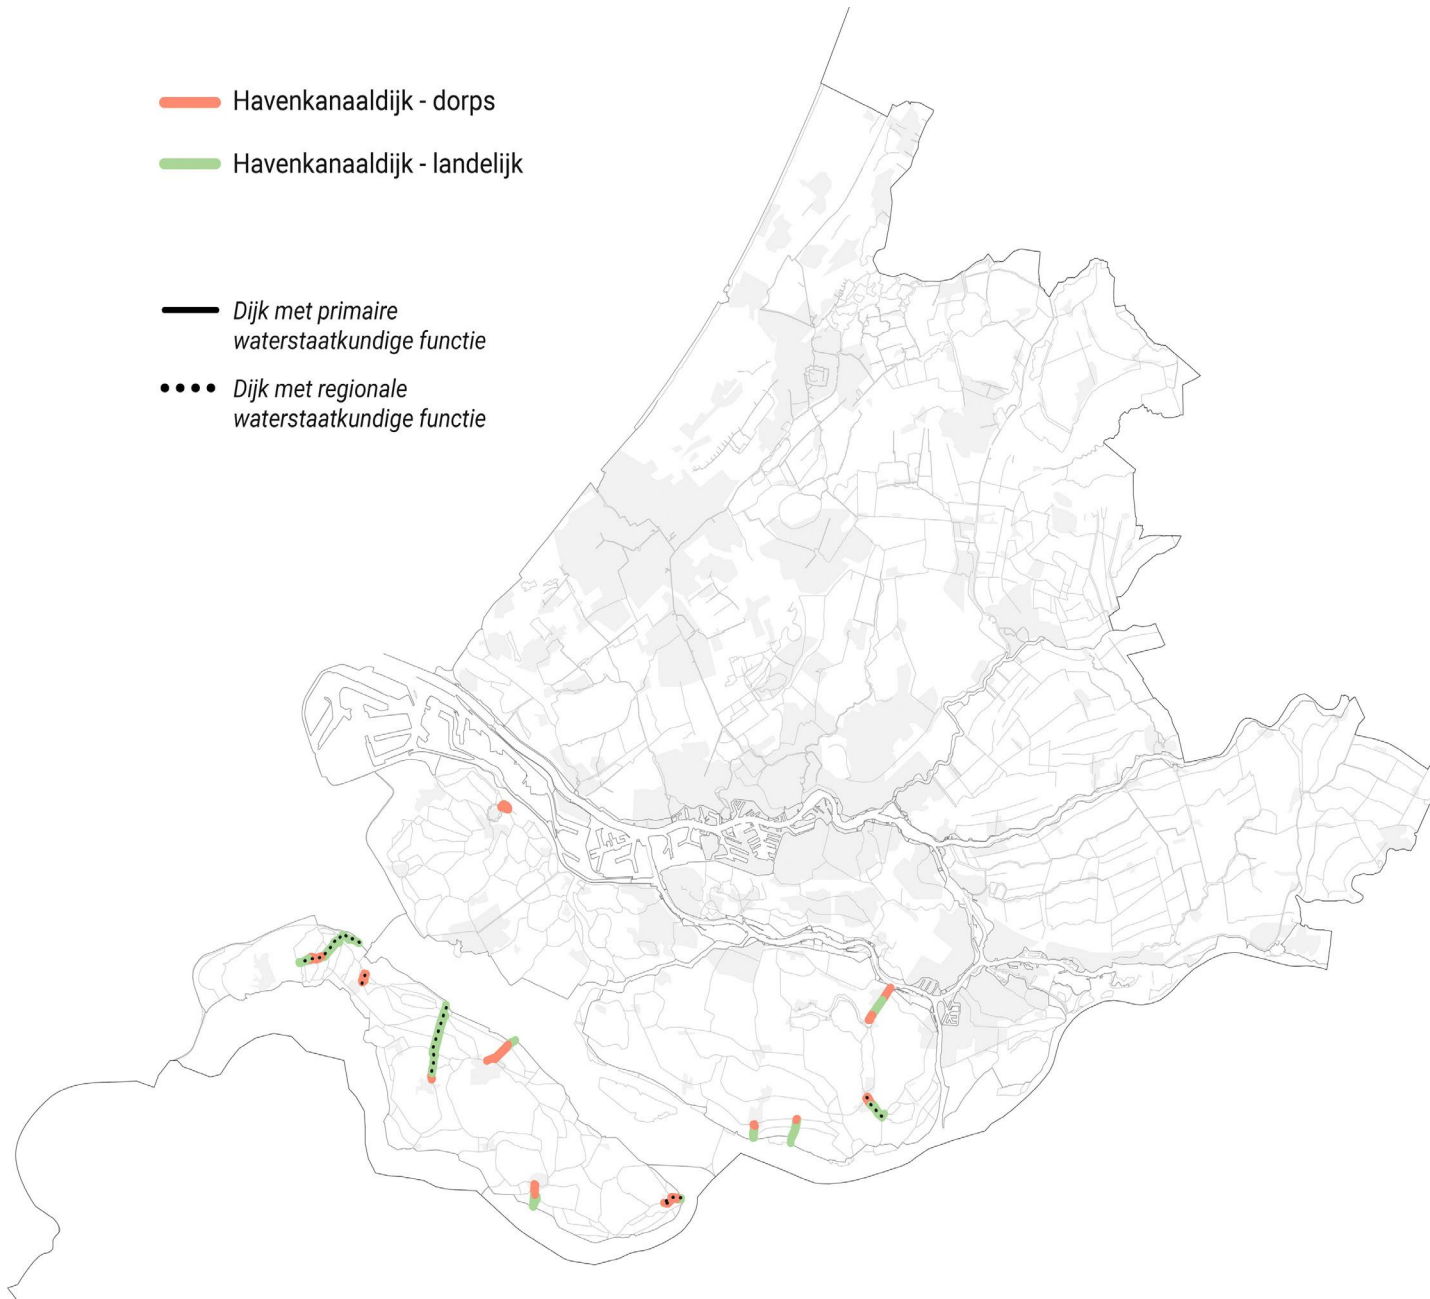 Havenkanaaldijk - dorps
Havenkanaaldijk - landelijk
Dijk met primaire
waterstaatkundige functie
Dijk met regionale
waterstaatkundige functie